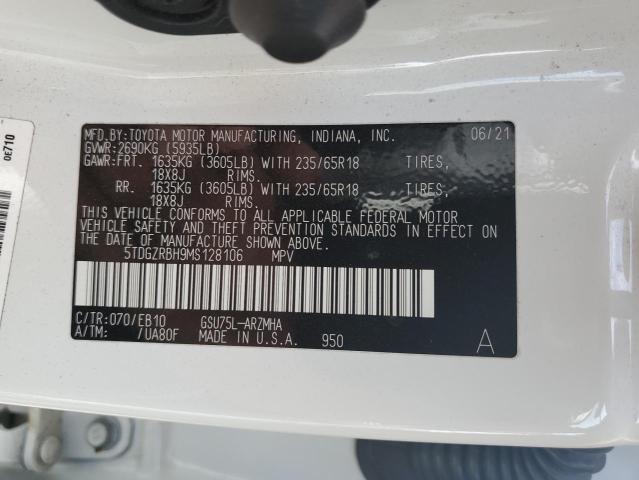 MFD.BY:TOYOTA MOTOR MANUFACTURING, INDIANA, INC. 06/21
GVWR:2690KG (5935LB)
GAWR:FRT. 1635KG (3605LB) WITH 235/65R18 TIRES,
18X8J RIMS.
RR. 1635KG (3605LB) WITH 235/65R18 TIRES,
18X8J RIMS.
THIS VEHICLE CONFORMS TO ALL APPLICABLE FEDERAL MOTOR
VEHICLE SAFETY AND THEFT PREVENTION STANDARDS IN EFFECT
ON THE DATE OF MANUFACTURE SHOWN ABOVE.
5TDGZRBH9MS128106 MPV
C/TR:070/EB10 GSU75L-ARZMHA
A/TM: /UA80F MADE IN U.S.A. 950 A
0E710